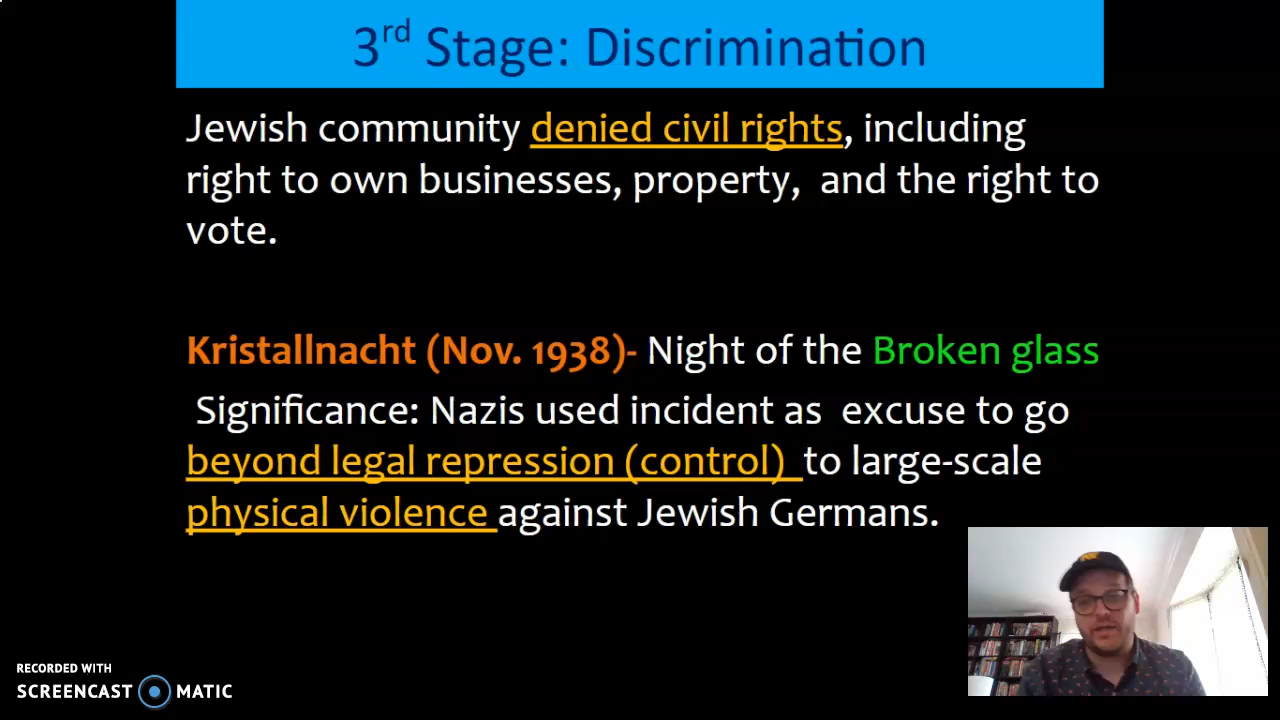 3rd Stage: Discrimination
Jewish community denied civil rights, including
right to own businesses, property, and the right to
vote.
Kristallnacht (Nov. 1938)- Night of the Broken glass
Significance: Nazis used incident as excuse to go
beyond legal repression (control) to large-scale
physical violence against Jewish Germans.
RECORDED WITH
SCREENCAST MATIC